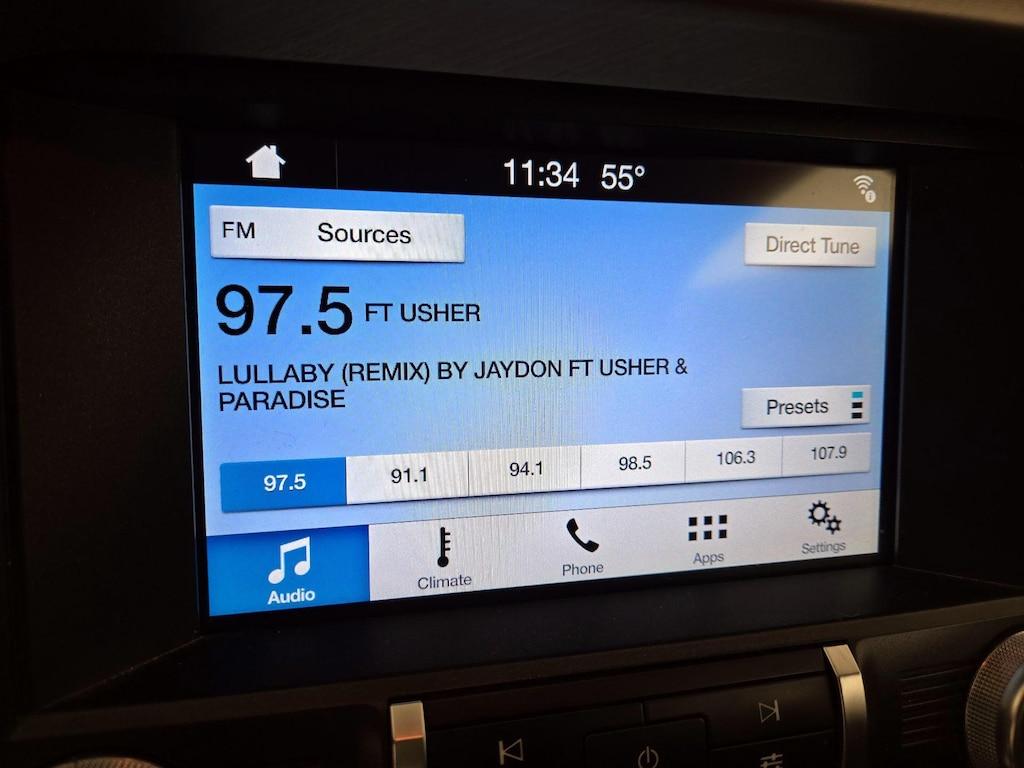 11:34 55°
FM Sources
Direct Tune
97.5 FT USHER
LULLABY (REMIX) BY JAYDON FT USHER &
PARADISE
Presets
97.5 91.1 94.1 98.5 106.3 107.9
Audio Climate Phone Apps Settings